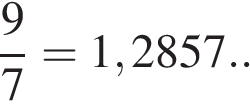 9/7 = 1,2857..